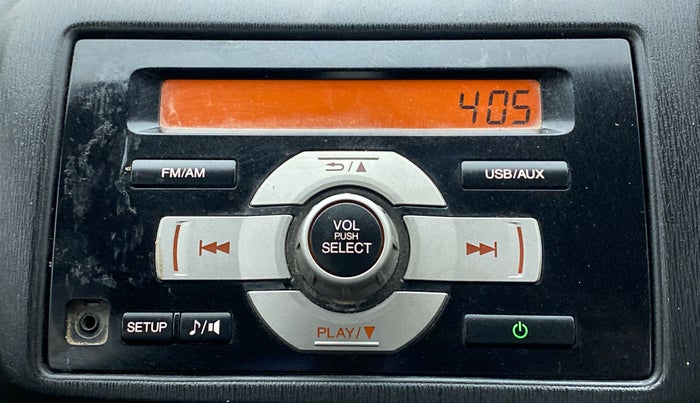 405
FM/AM
USB/AUX
VOL
PUSH
SELECT
SETUP
PLAY/▼